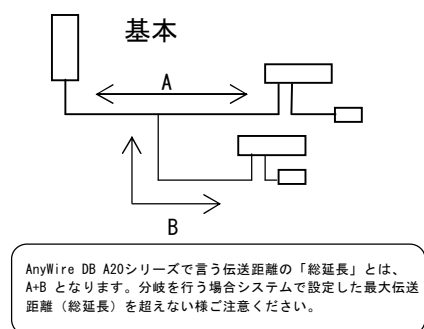 基本
A
B
AnyWire DB A20シリーズで言う伝送距離の「総延長」とは、
A+B となります。分岐を行う場合システムで設定した最大伝送
距離（総延長）を超えない様ご注意ください。